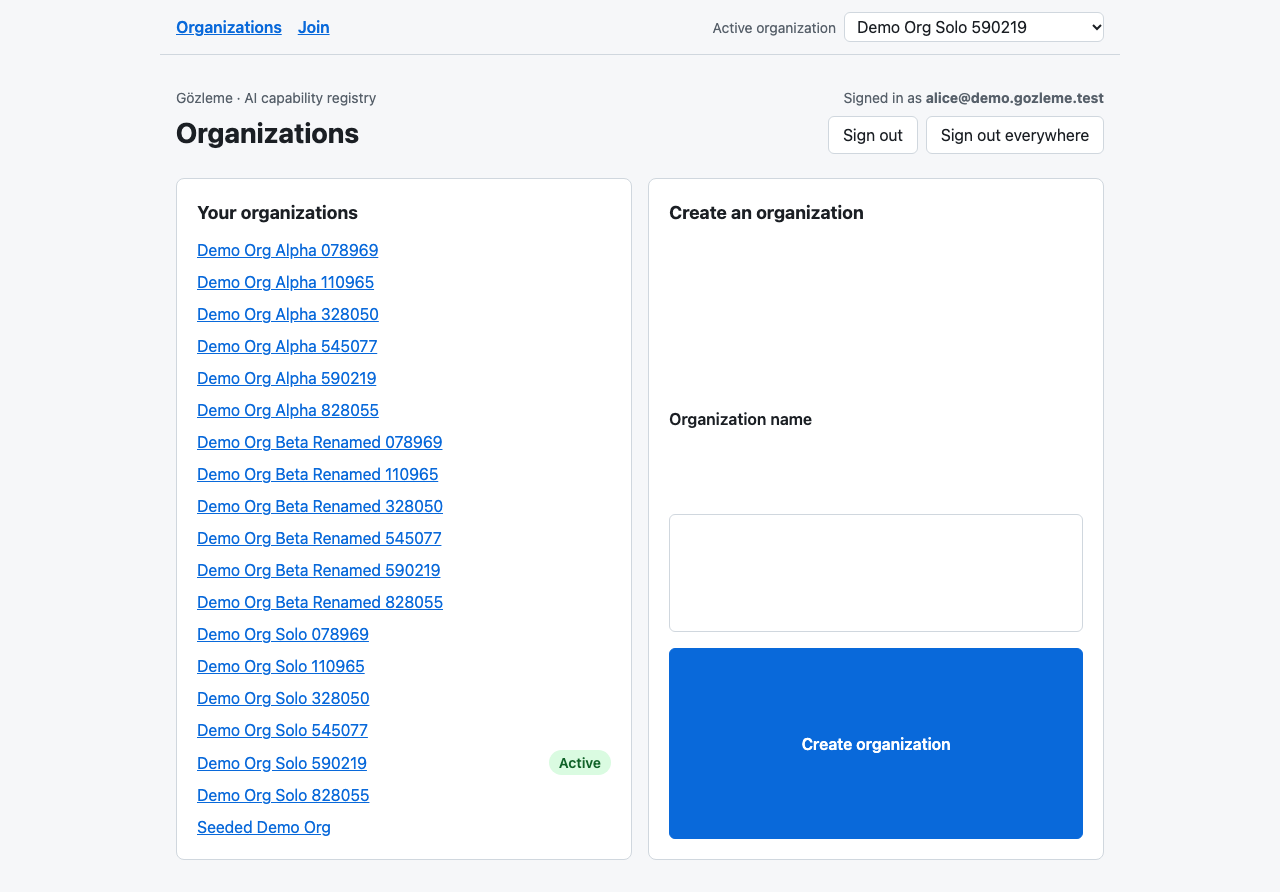 Organizations Join Active organization Demo Org Solo 590219
Gözleme · AI capability registry
Signed in as alice@demo.gozleme.test
Organizations
Sign out Sign out everywhere
Your organizations
Demo Org Alpha 078969
Demo Org Alpha 110965
Demo Org Alpha 328050
Demo Org Alpha 545077
Demo Org Alpha 590219
Demo Org Alpha 828055
Demo Org Beta Renamed 078969
Demo Org Beta Renamed 110965
Demo Org Beta Renamed 328050
Demo Org Beta Renamed 545077
Demo Org Beta Renamed 590219
Demo Org Beta Renamed 828055
Demo Org Solo 078969
Demo Org Solo 110965
Demo Org Solo 328050
Demo Org Solo 545077
Demo Org Solo 590219 Active
Demo Org Solo 828055
Seeded Demo Org
Create an organization
Organization name
Create organization